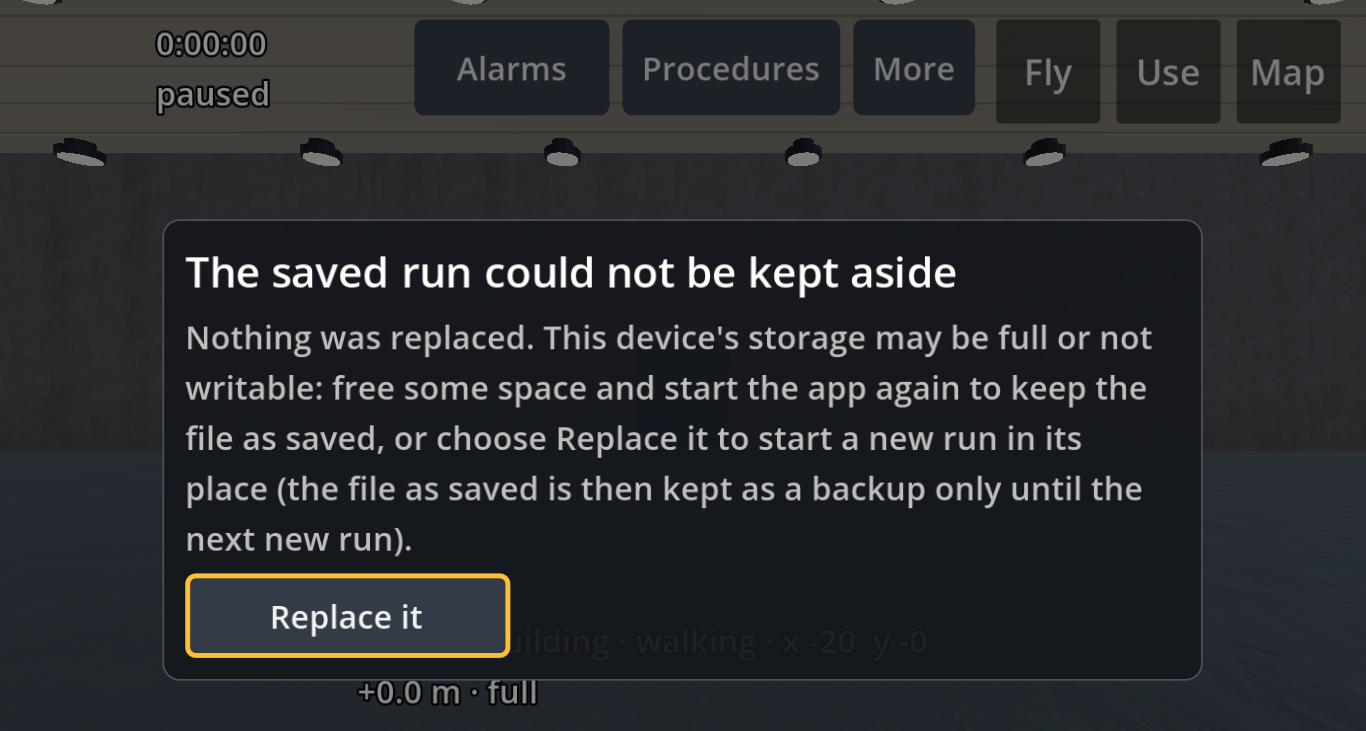 0:00:00
paused
Alarms
Procedures
More
Fly
Use
Map
The saved run could not be kept aside
Nothing was replaced. This device's storage may be full or not
writable: free some space and start the app again to keep the
file as saved, or choose Replace it to start a new run in its
place (the file as saved is then kept as a backup only until the
next new run).
Replace it
uilding · walking · x -20 y -0
+0.0 m · full